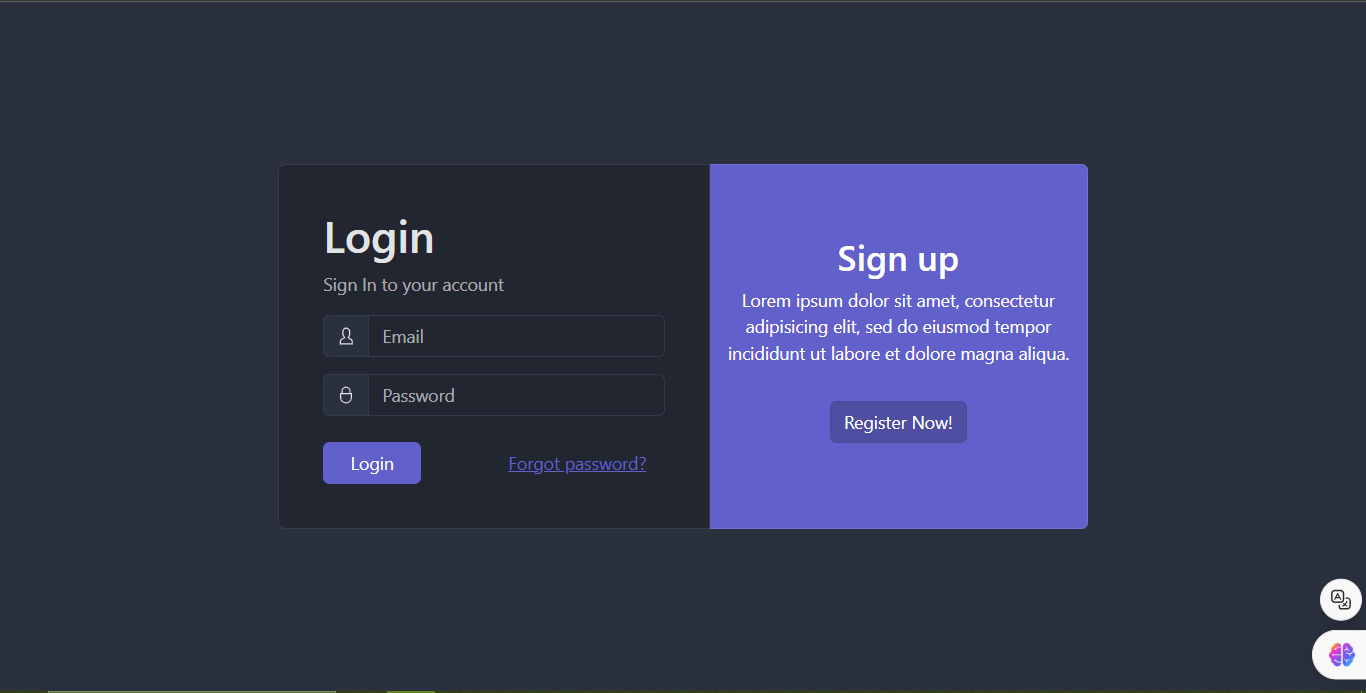 Login
Sign In to your account
Email
Password
Login
Forgot password?
Sign up
Lorem ipsum dolor sit amet, consectetur
adipisicing elit, sed do eiusmod tempor
incididunt ut labore et dolore magna aliqua.
Register Now!